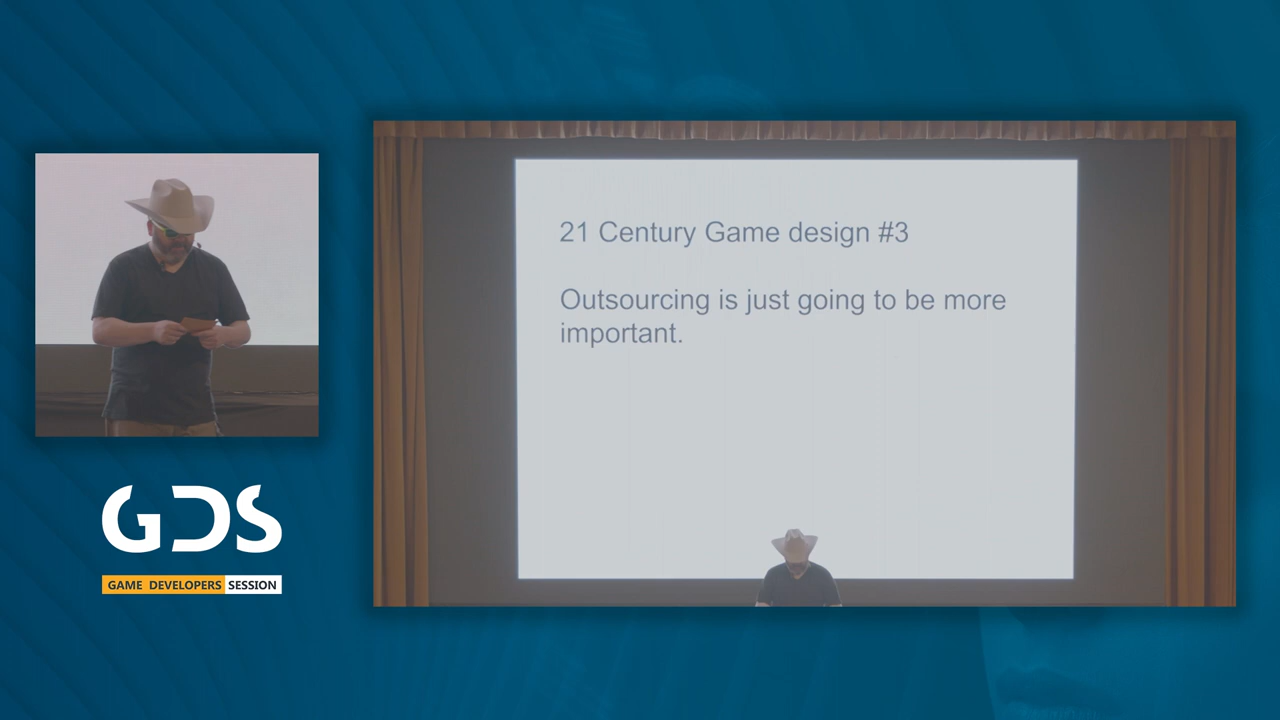 21 Century Game design #3
Outsourcing is just going to be more
important.
GDS
GAME DEVELOPERS SESSION